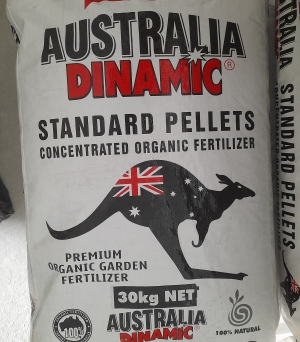 AUSTRALIA
DINAMIC®
STANDARD PELLETS
CONCENTRATED ORGANIC FERTILIZER
PREMIUM
ORGANIC GARDEN
FERTILIZER
30kg NET
AUSTRALIA
DINAMIC
100%
100% NATURAL
STANDARD PELLETS